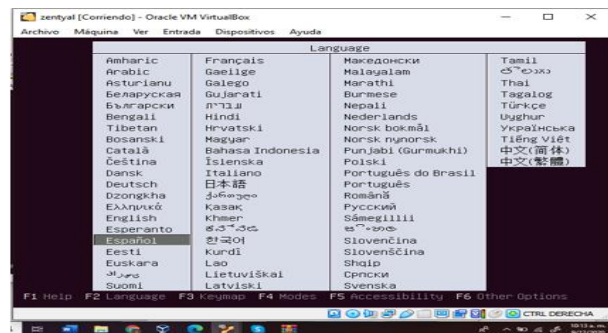 zentyal [Corriendo] - Oracle VM VirtualBox
Archivo Máquina Ver Entrada Dispositivos Ayuda
Language
Amharic Français Македонски Tamil
Arabic Gaeilge Malayalam తెలుగు
Asturianu Galego Marathi Thai
Беларуская Gujarati Burmese Tagalog
Български עברית Nepali Türkçe
Bengali Hindi Nederlands Uyghur
Tibetan Hrvatski Norsk bokmål Українська
Bosanski Magyar Norsk nynorsk Tiếng Việt
Català Bahasa Indonesia Punjabi (Gurmukhi) 中文(简体)
Čeština Íslenska Polski 中文(繁體)
Dansk Italiano Português do Brasil
Deutsch 日本語 Português
Dzongkha ქართული Română
Ελληνικά Қазақ Русский
English Khmer Sámegillii
Esperanto ಕನ್ನಡ සිංහල
Español 한국어 Slovenčina
Eesti Kurdî Slovenščina
Euskara Lao Shqip
فارسی Lietuviškai Српски
Suomi Latviski Svenska
F1 Help F2 Language F3 Keymap F4 Modes F5 Accessibility F6 Other Options
CTRL DERECHA
10:13 a.m.